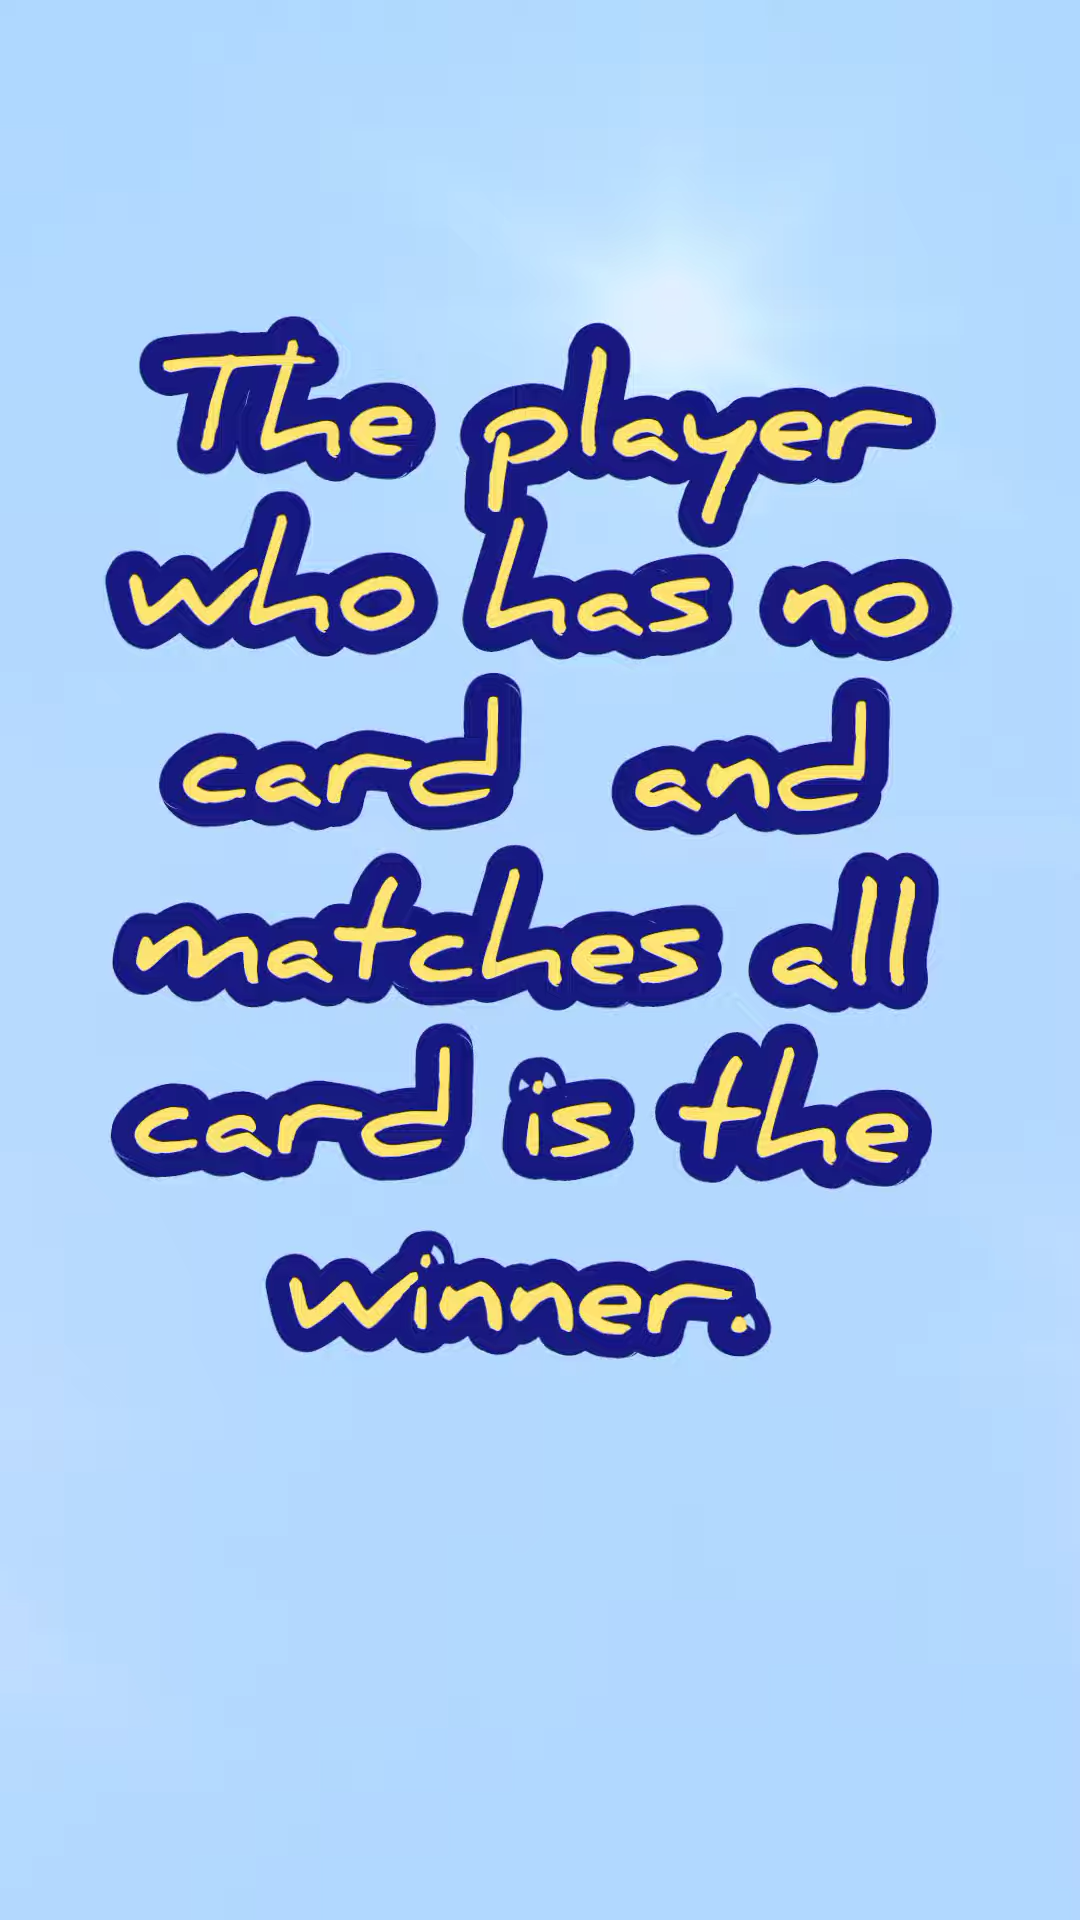 The player
who has no
card and
matches all
card is the
winner.